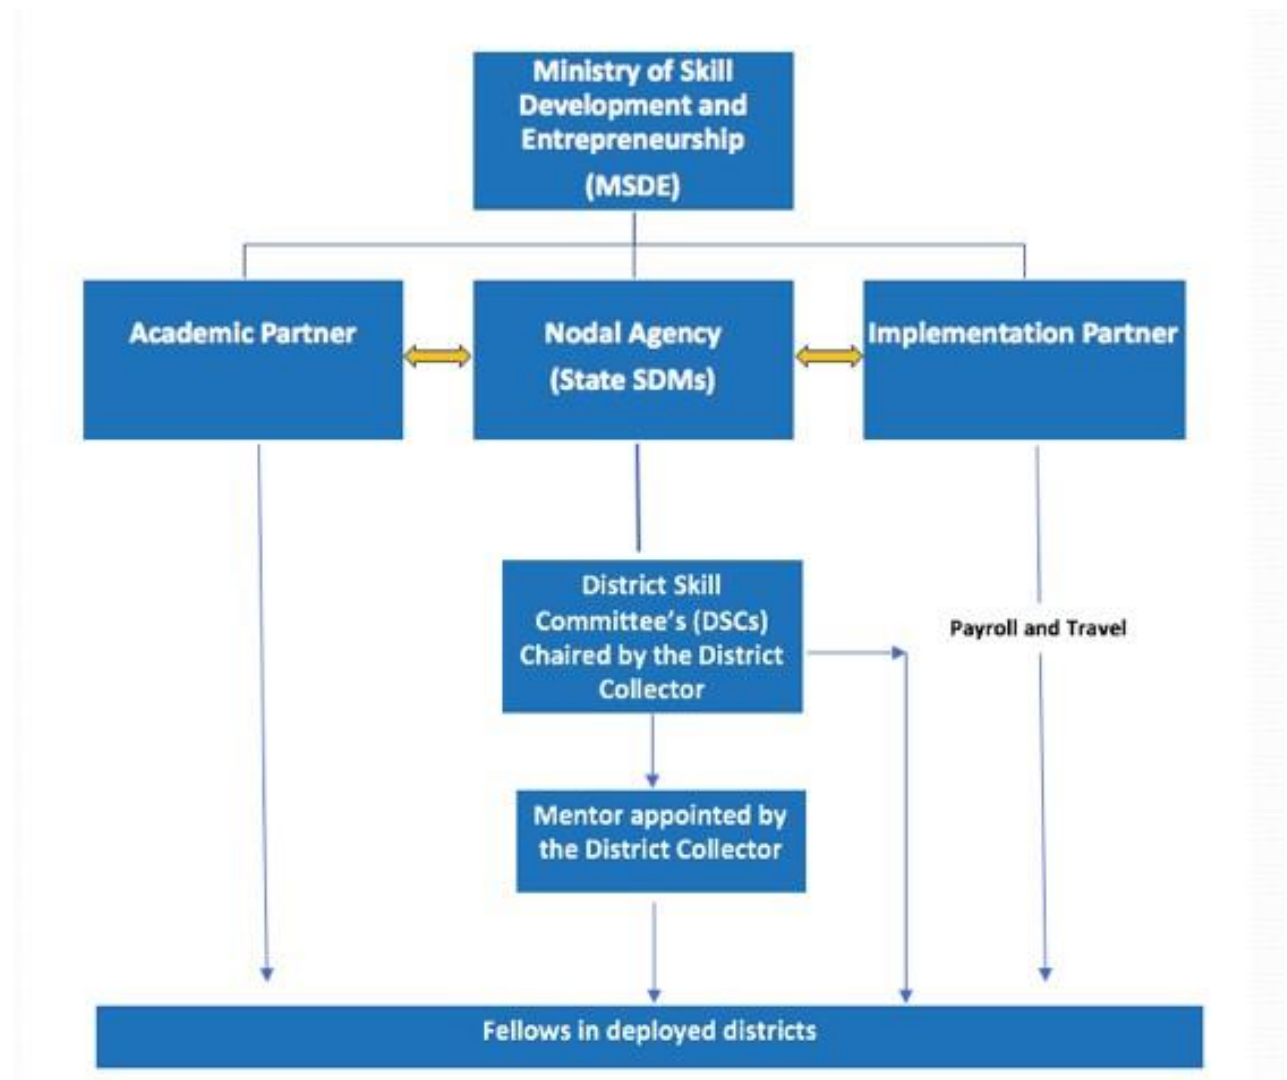 Ministry of Skill
Development and
Entrepreneurship
(MSDE)
Academic Partner
Nodal Agency
(State SDMs)
Implementation Partner
District Skill
Committee's (DSCs)
Chaired by the District
Collector
Payroll and Travel
Mentor appointed by
the District Collector
Fellows in deployed districts